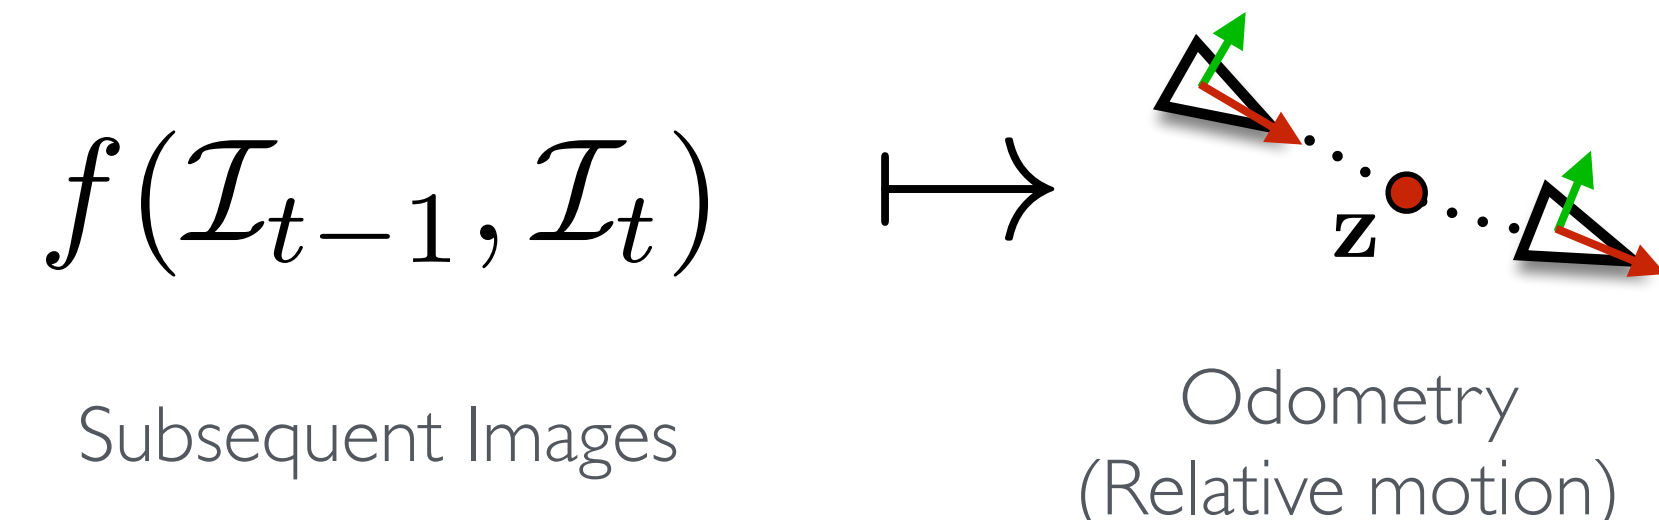 f(I_{t-1}, I_t) ↦
z
Subsequent Images
Odometry
(Relative motion)